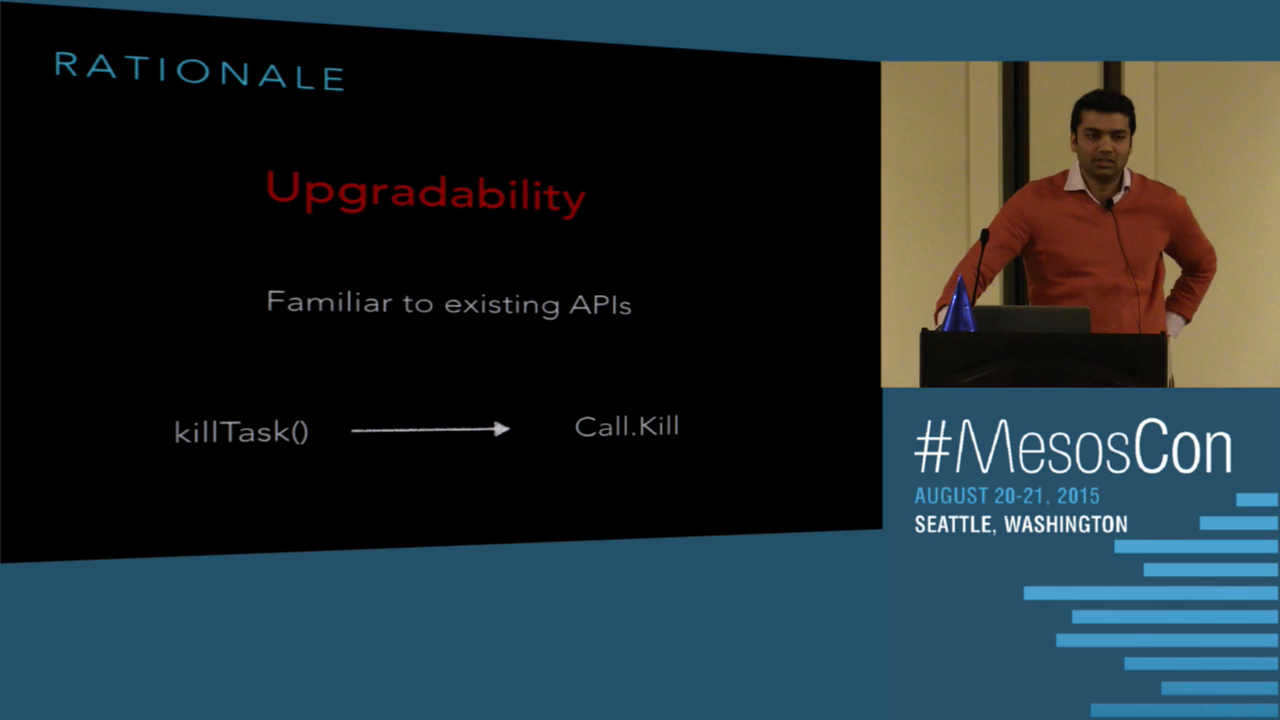 RATIONALE
Upgradability
Familiar to existing APIs
killTask() Call.Kill
#MesosCon
AUGUST 20-21, 2015
SEATTLE, WASHINGTON